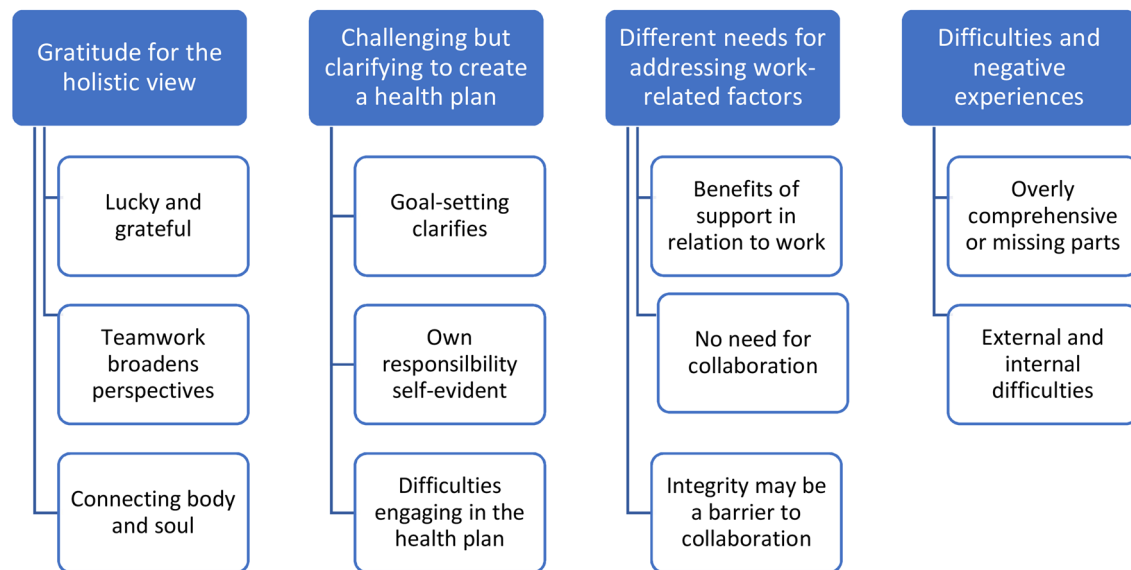 Gratitude for the
holistic view
Lucky and
grateful
Teamwork
broadens
perspectives
Connecting body
and soul
Challenging but
clarifying to create
a health plan
Goal-setting
clarifies
Own
responsilbility
self-evident
Difficulties
engaging in the
health plan
Different needs for
addressing work-
related factors
Benefits of
support in
relation to work
No need for
collaboration
Integrity may be
a barrier to
collaboration
Difficulties and
negative
experiences
Overly
comprehensive
or missing parts
External and
internal
difficulties